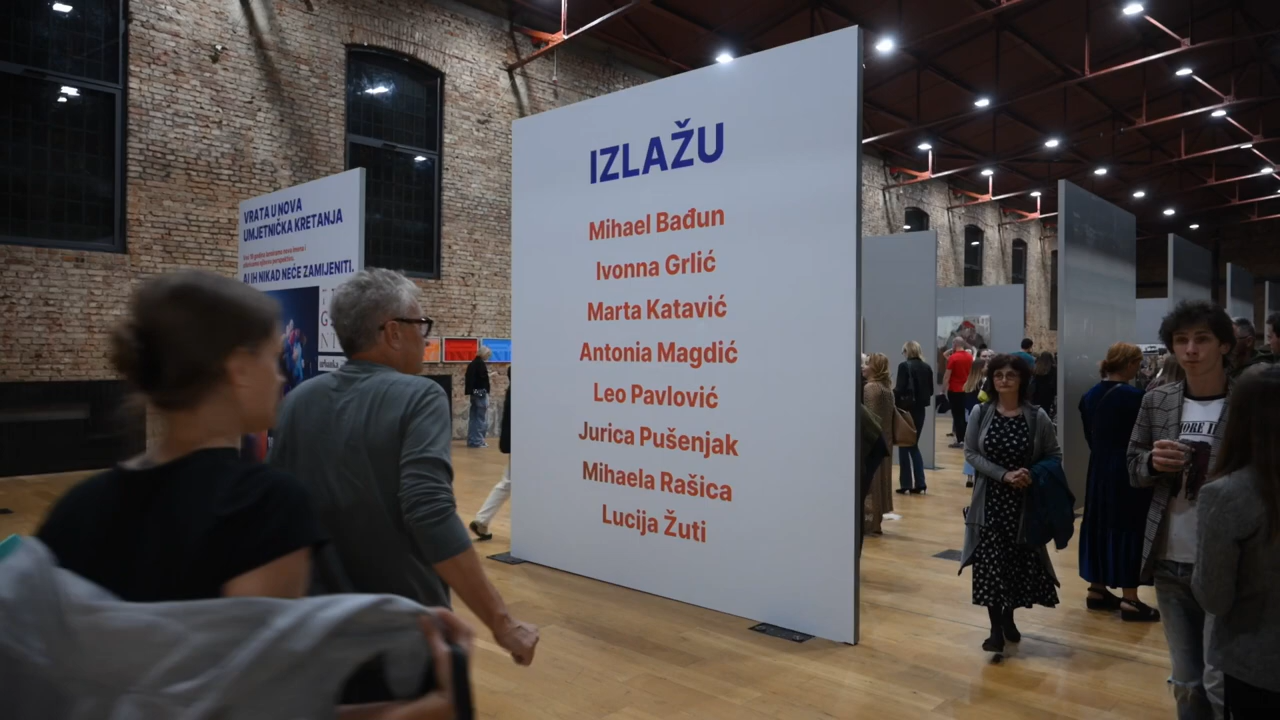 VRATA U NOVA
UMJETNIČKA KRETANJA
ALI IH NIKAD NEĆE ZAMIJENITI.
IZLAŽU
Mihael Bađun
Ivonna Grlić
Marta Katavić
Antonia Magdić
Leo Pavlović
Jurica Pušenjak
Mihaela Rašica
Lucija Žuti